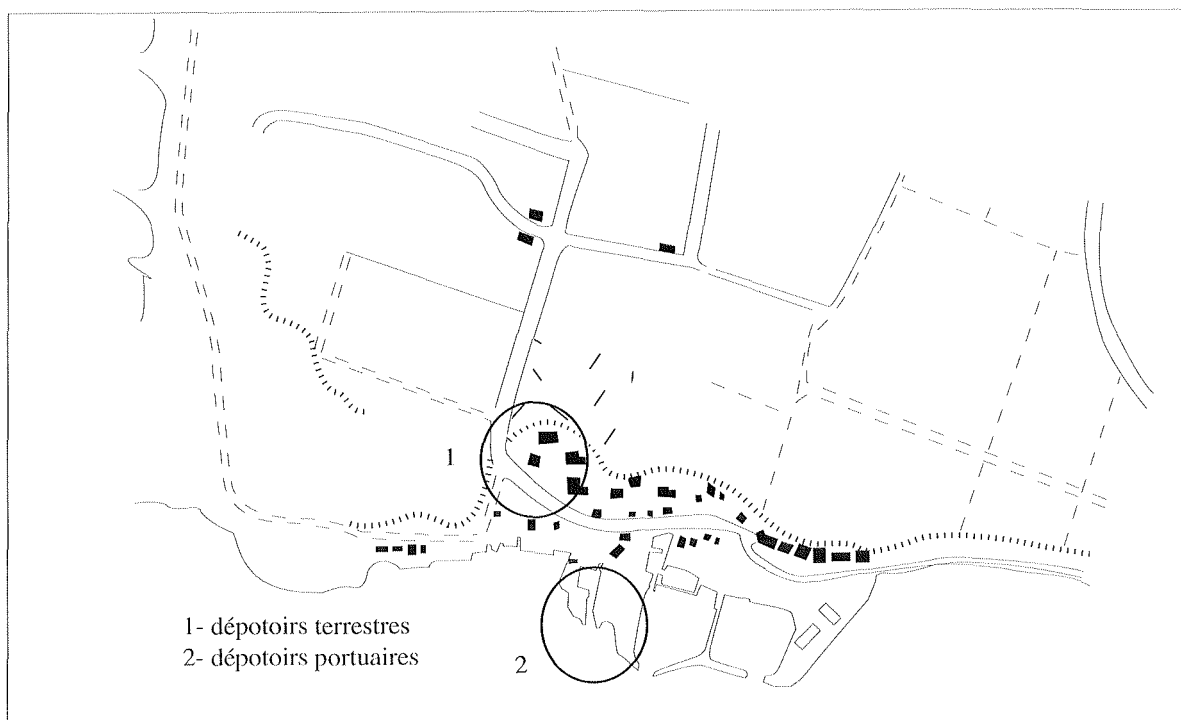 1
2
1- dépotoirs terrestres
2- dépotoirs portuaires